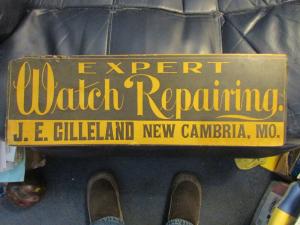 EXPERT
Watch Repairing.
J. E. GILLELAND NEW CAMBRIA, MO.